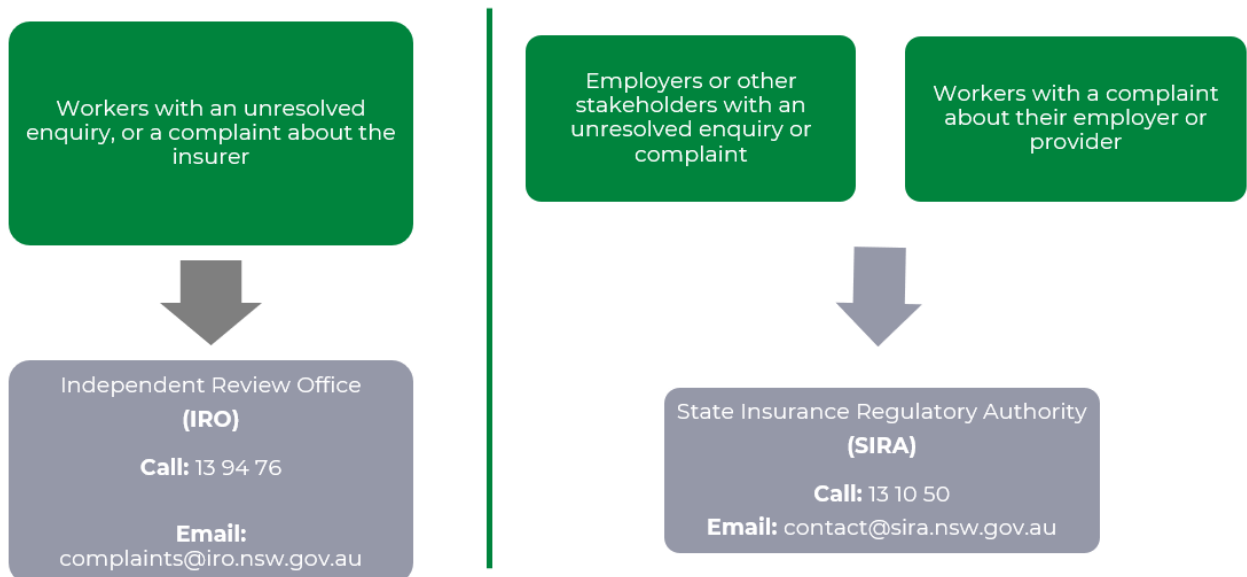 Workers with an unresolved
enquiry, or a complaint about the
insurer
Independent Review Office
(IRO)
Call: 13 94 76
Email:
complaints@iro.nsw.gov.au
Employers or other
stakeholders with an
unresolved enquiry or
complaint
Workers with a complaint
about their employer or
provider
State Insurance Regulatory Authority
(SIRA)
Call: 13 10 50
Email: contact@sira.nsw.gov.au